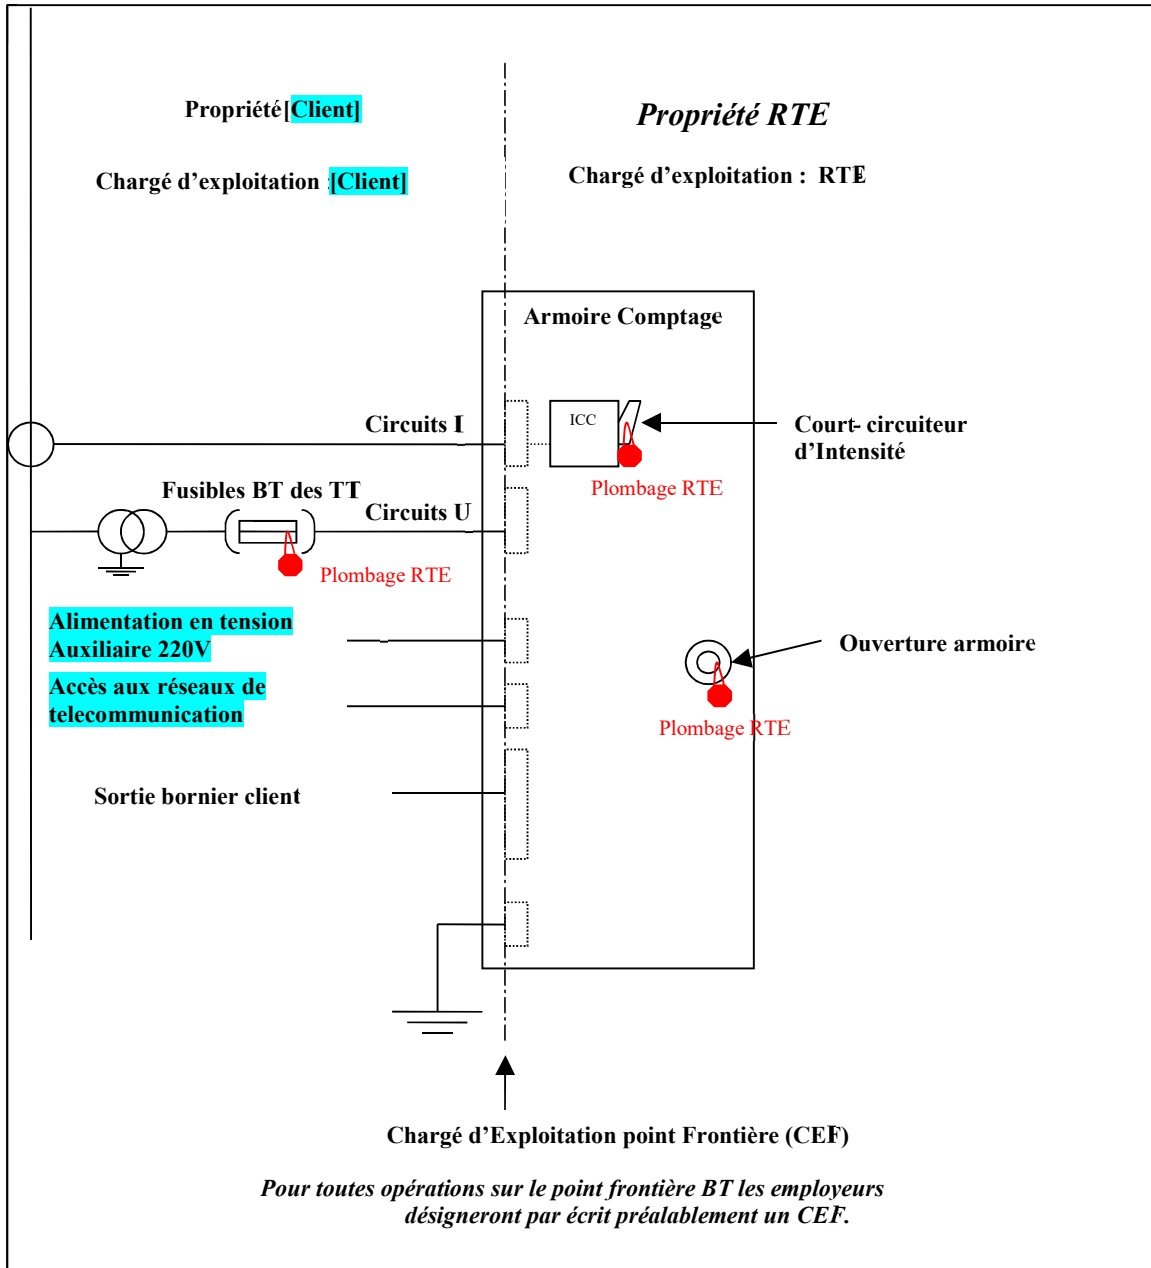 Propriété [Client]
Propriété RTE
Chargé d'exploitation : [Client]
Chargé d'exploitation : RTE
Armoire Comptage
Circuits I
ICC
Court- circuiteur
d'Intensité
Plombage RTE
Fusibles BT des TT
Circuits U
Plombage RTE
Alimentation en tension
Auxiliaire 220V
Ouverture armoire
Accès aux réseaux de
telecommunication
Plombage RTE
Sortie bornier client
Chargé d'Exploitation point Frontière (CEF)
Pour toutes opérations sur le point frontière BT les employeurs
désigneront par écrit préalablement un CEF.